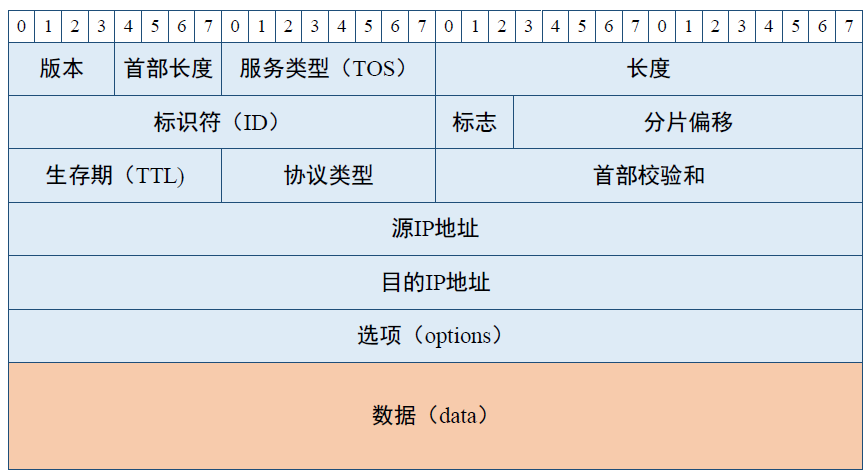 0 1 2 3 4 5 6 7 0 1 2 3 4 5 6 7 0 1 2 3 4 5 6 7 0 1 2 3 4 5 6 7
版本 首部长度 服务类型（TOS） 长度
标识符（ID） 标志 分片偏移
生存期（TTL) 协议类型 首部校验和
源IP地址
目的IP地址
选项（options）
数据（data）